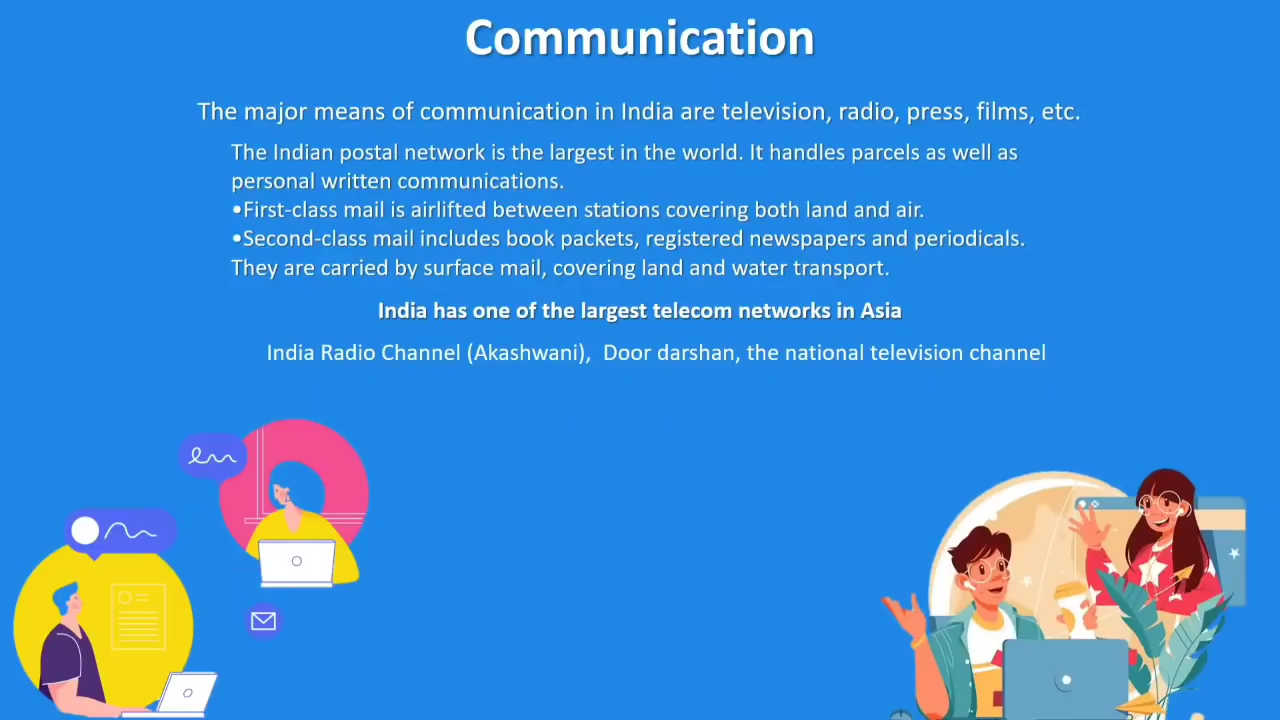 Communication
The major means of communication in India are television, radio, press, films, etc.
The Indian postal network is the largest in the world. It handles parcels as well as
personal written communications.
•First-class mail is airlifted between stations covering both land and air.
•Second-class mail includes book packets, registered newspapers and periodicals.
They are carried by surface mail, covering land and water transport.
India has one of the largest telecom networks in Asia
India Radio Channel (Akashwani),  Door darshan, the national television channel